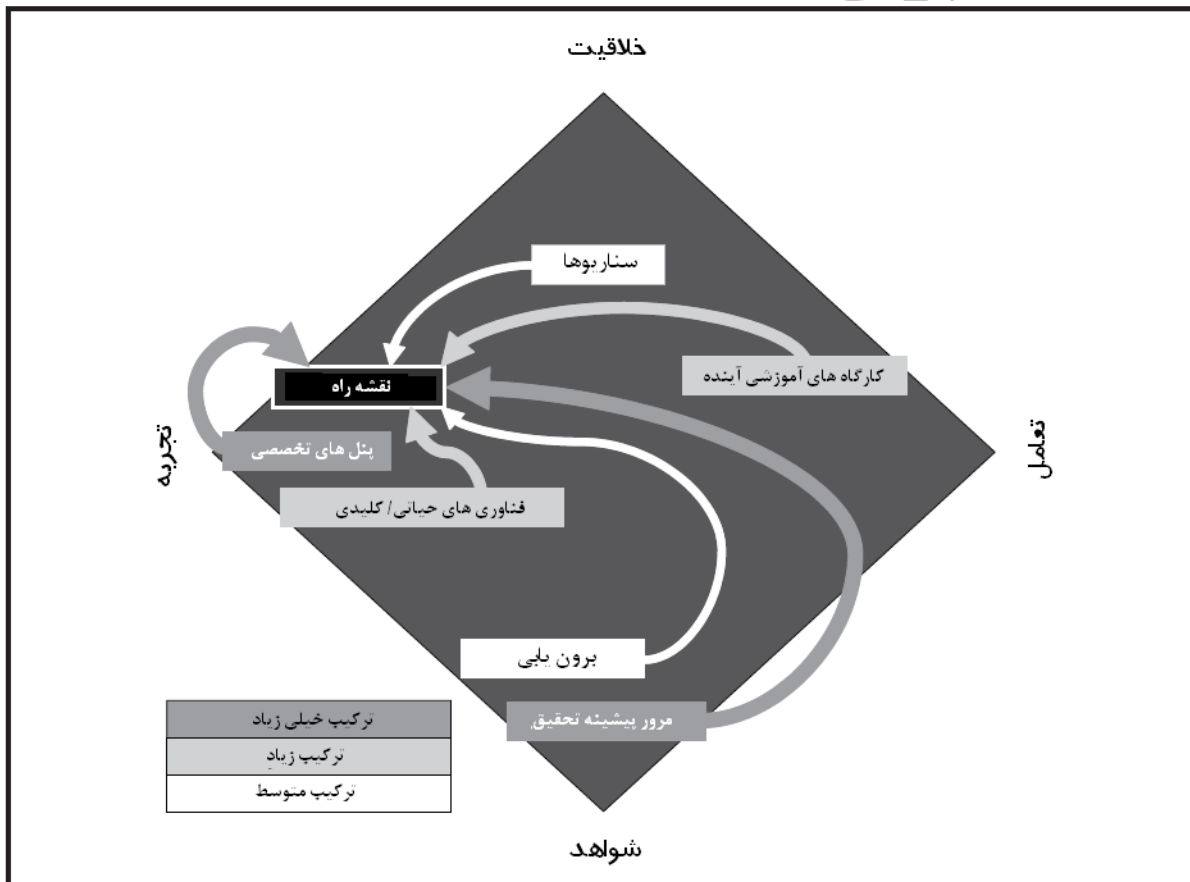 خلاقیت
سناریوها
کارگاه های آموزشی آینده
نقشه راه
تجربه
تعامل
پنل های تخصصی
فناوری های حیاتی/ کلیدی
برون یابی
مرور پیشینه تحقیق
ترکیب خیلی زیاد
ترکیب زیاد
ترکیب متوسط
شواهد